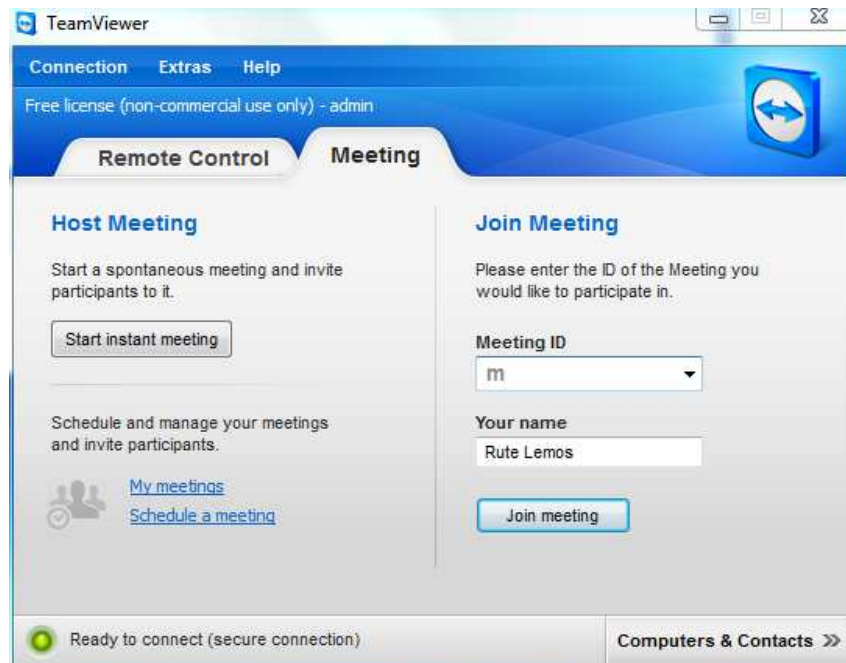 TeamViewer
Connection Extras Help
Free license (non-commercial use only) - admin
Remote Control Meeting
Host Meeting
Start a spontaneous meeting and invite
participants to it.
Start instant meeting
Schedule and manage your meetings
and invite participants.
My meetings
Schedule a meeting
Join Meeting
Please enter the ID of the Meeting you
would like to participate in.
Meeting ID
m
Your name
Rute Lemos
Join meeting
Ready to connect (secure connection)
Computers & Contacts »